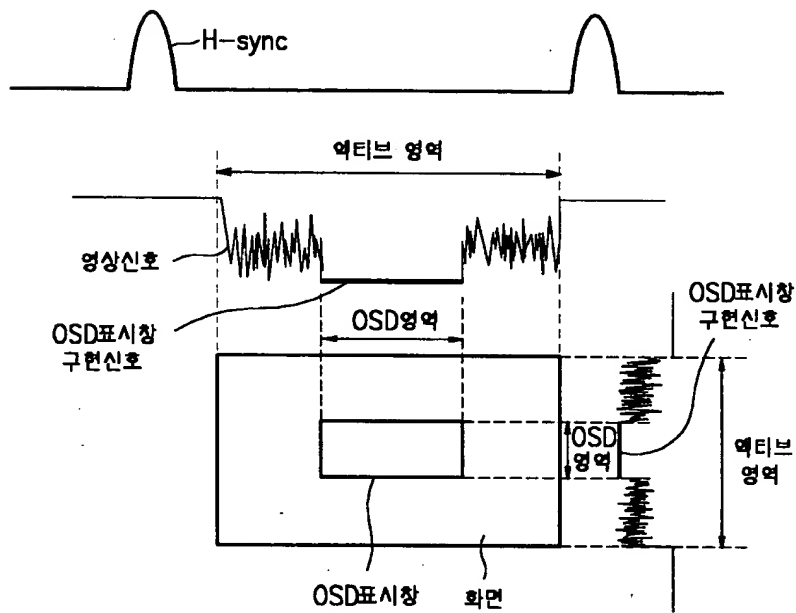 H-sync
액티브 영역
영상신호
OSD표시창
구현신호
OSD영역
OSD표시창
구현신호
OSD
영역
액티브
영역
OSD표시창
화면